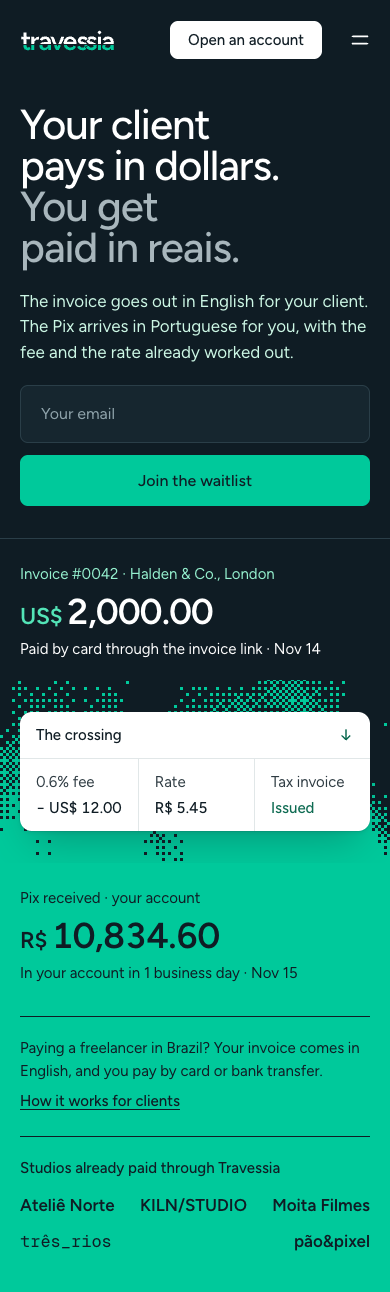 travessia
Open an account
Your client
pays in dollars.
You get
paid in reais.
The invoice goes out in English for your client.
The Pix arrives in Portuguese for you, with the
fee and the rate already worked out.
Your email
Join the waitlist
Invoice #0042 · Halden & Co., London
US$ 2,000.00
Paid by card through the invoice link · Nov 14
The crossing ↓
0.6% fee
− US$ 12.00
Rate
R$ 5.45
Tax invoice
Issued
Pix received · your account
R$ 10,834.60
In your account in 1 business day · Nov 15
Paying a freelancer in Brazil? Your invoice comes in
English, and you pay by card or bank transfer.
How it works for clients
Studios already paid through Travessia
Ateliê Norte KILN/STUDIO Moita Filmes
três_rios pão&pixel